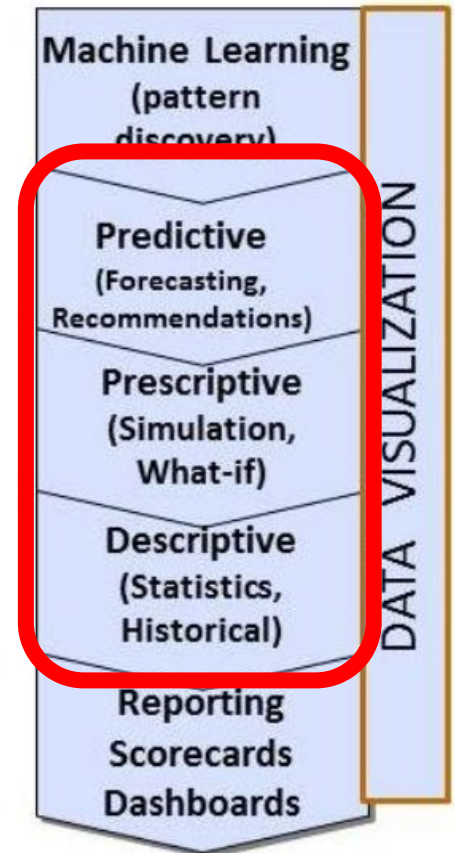 Machine Learning
(pattern
discovery)
Predictive
(Forecasting,
Recommendations)
Prescriptive
(Simulation,
What-if)
Descriptive
(Statistics,
Historical)
Reporting
Scorecards
Dashboards
DATA VISUALIZATION